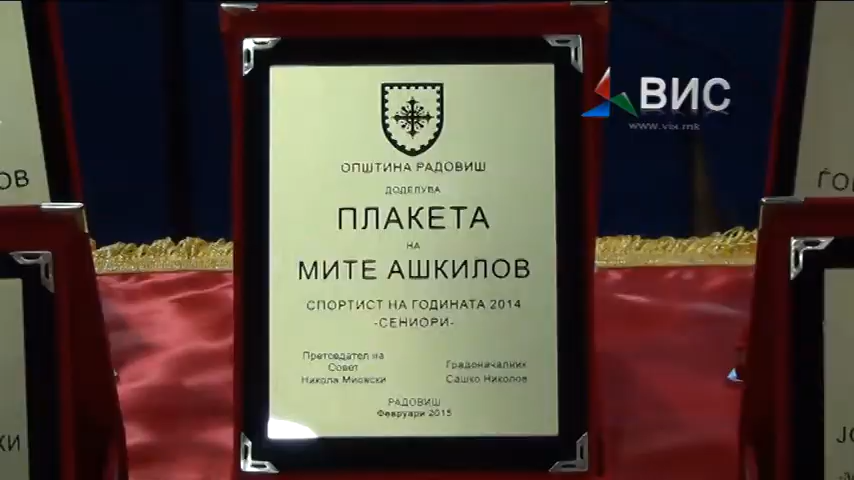 ВИС
www.vis.mk
ОПШТИНА РАДОВИШ
ДОДЕЛУВА
ПЛАКЕТА
НА
МИТЕ АШКИЛОВ
СПОРТИСТ НА ГОДИНАТА 2014
-СЕНИОРИ-
Претседател на
Совет
Никола Миовски
Градоначалник
Сашко Николов
РАДОВИШ
Февруари 2015